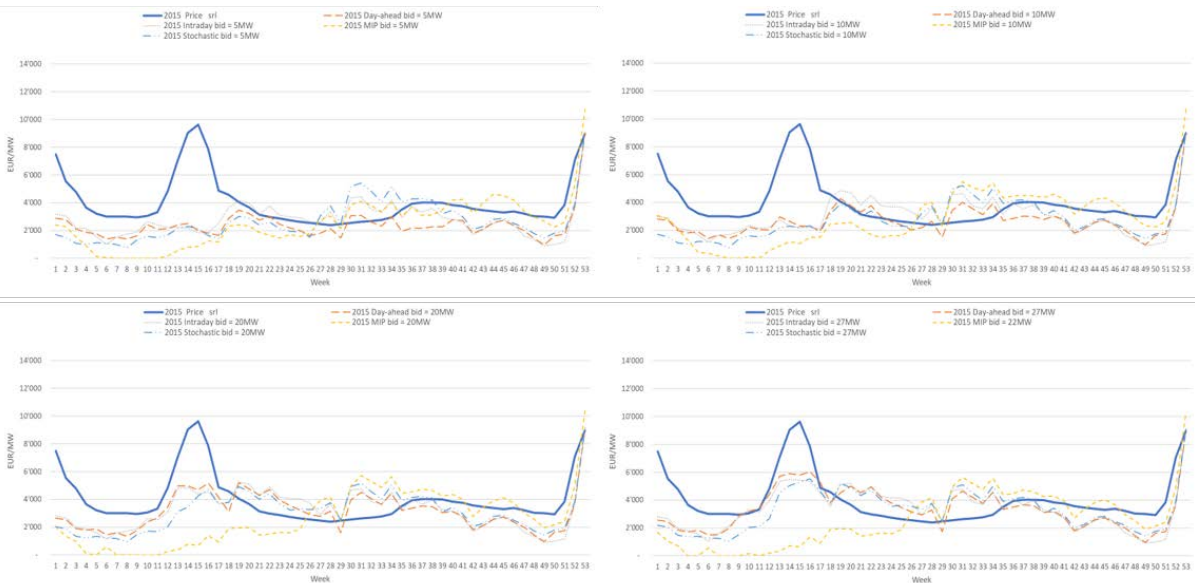 2015 Price srl
2015 Day-ahead bid = 5MW
2015 Intraday bid = 5MW
2015 MIP bid = 5MW
2015 Stochastic bid = 5MW
14'000
12'000
10'000
8'000
6'000
4'000
2'000
-
EUR/MW
1 2 3 4 5 6 7 8 9 10 11 12 13 14 15 16 17 18 19 20 21 22 23 24 25 26 27 28 29 30 31 32 33 34 35 36 37 38 39 40 41 42 43 44 45 46 47 48 49 50 51 52 53
Week
2015 Price srl
2015 Day-ahead bid = 10MW
2015 Intraday bid = 10MW
2015 MIP bid = 10MW
2015 Stochastic bid = 10MW
14'000
12'000
10'000
8'000
6'000
4'000
2'000
-
EUR/MW
1 2 3 4 5 6 7 8 9 10 11 12 13 14 15 16 17 18 19 20 21 22 23 24 25 26 27 28 29 30 31 32 33 34 35 36 37 38 39 40 41 42 43 44 45 46 47 48 49 50 51 52 53
Week
2015 Price srl
2015 Day-ahead bid = 20MW
2015 Intraday bid = 20MW
2015 MIP bid = 20MW
2015 Stochastic bid = 20MW
14'000
12'000
10'000
8'000
6'000
4'000
2'000
-
EUR/MW
1 2 3 4 5 6 7 8 9 10 11 12 13 14 15 16 17 18 19 20 21 22 23 24 25 26 27 28 29 30 31 32 33 34 35 36 37 38 39 40 41 42 43 44 45 46 47 48 49 50 51 52 53
Week
2015 Price srl
2015 Day-ahead bid = 27MW
2015 Intraday bid = 27MW
2015 MIP bid = 22MW
2015 Stochastic bid = 27MW
14'000
12'000
10'000
8'000
6'000
4'000
2'000
-
EUR/MW
1 2 3 4 5 6 7 8 9 10 11 12 13 14 15 16 17 18 19 20 21 22 23 24 25 26 27 28 29 30 31 32 33 34 35 36 37 38 39 40 41 42 43 44 45 46 47 48 49 50 51 52 53
Week